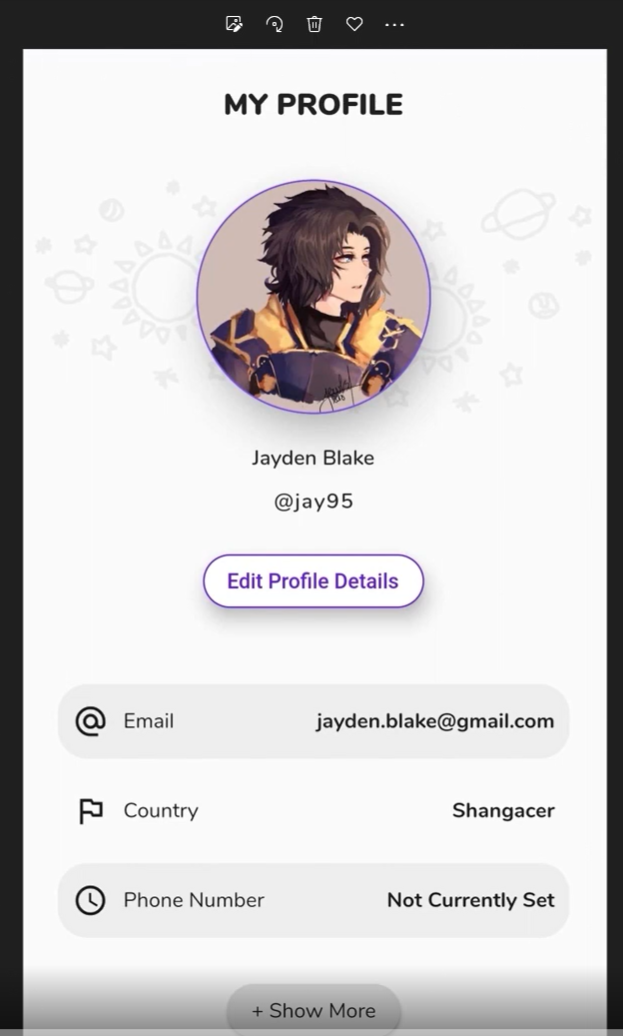 MY PROFILE
Jayden Blake
@jay95
Edit Profile Details
Email jayden.blake@gmail.com
Country Shangacer
Phone Number Not Currently Set
+ Show More